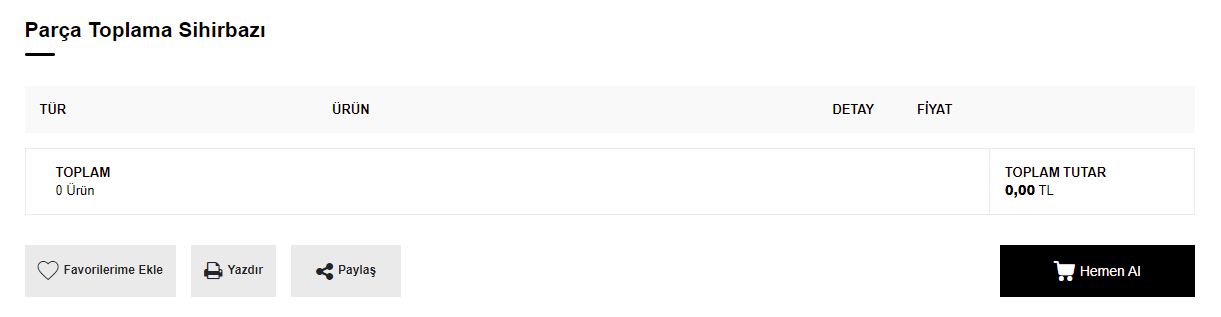 Parça Toplama Sihirbazı
TÜR ÜRÜN DETAY FİYAT
TOPLAM
0 Ürün
TOPLAM TUTAR
0,00 TL
Favorilerime Ekle
Yazdır
Paylaş
Hemen Al